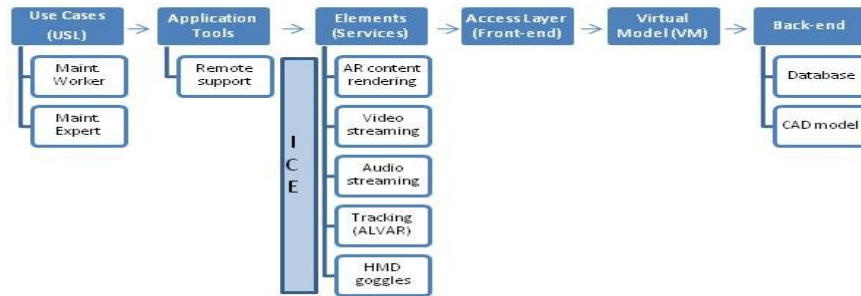 Use Cases
(USL)
Application
Tools
Elements
(Services)
Access Layer
(Front-end)
Virtual
Model (VM)
Back-end
Maint.
Worker
Maint.
Expert
Remote
support
I
C
E
AR content
rendering
Video
streaming
Audio
streaming
Tracking
(ALVAR)
HMD
goggles
Database
CAD model